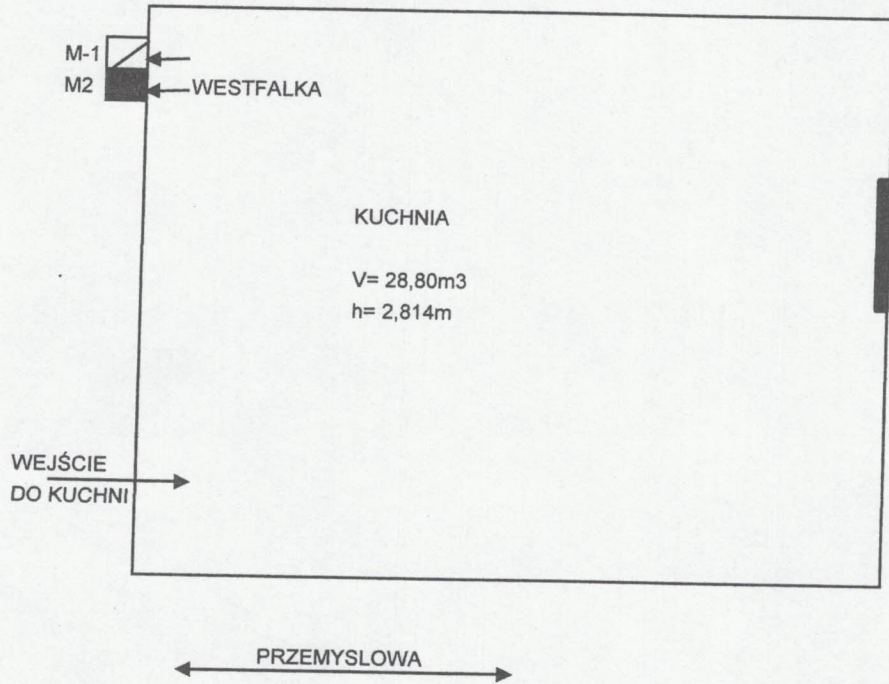 M-1
M2
WESTFALKA
KUCHNIA
V= 28,80m3
h= 2,814m
WEJŚCIE
DO KUCHNI
PRZEMYSLOWA